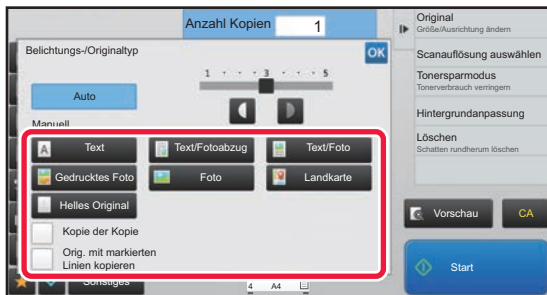 Anzahl Kopien 1
Belichtungs-/Originaltyp
OK
1 3 5
Auto
Manuell
A Text
Text/Fotoabzug
Text/Foto
Gedrucktes Foto
Foto
Landkarte
Helles Original
Kopie der Kopie
Orig. mit markierten
Linien kopieren
Sonstiges
4 A4
Original
Größe/Ausrichtung ändern
Scanauflösung auswählen
Tonersparmodus
Tonerverbrauch verringern
Hintergrundanpassung
Löschen
Schatten rundherum löschen
Vorschau
CA
Start